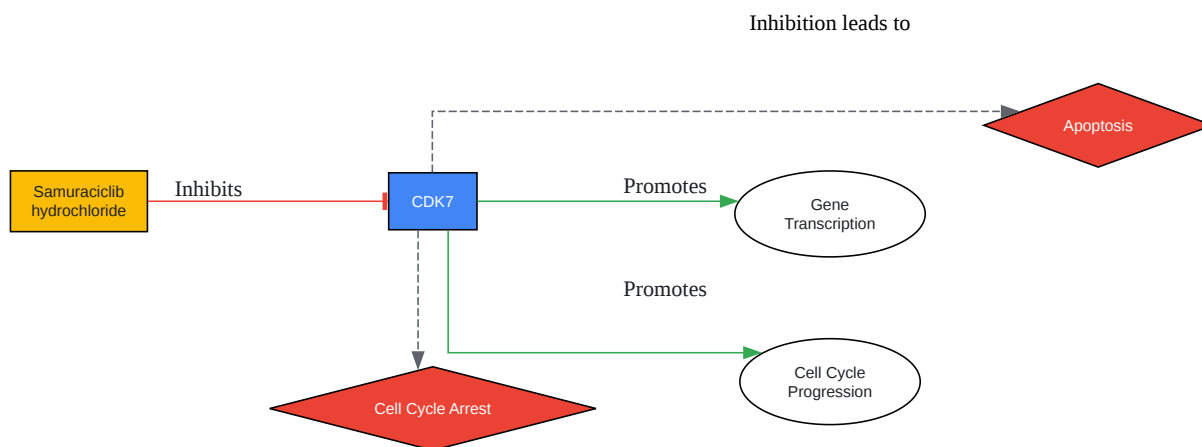 Inhibition leads to
Apoptosis
Samuraciclib
hydrochloride
Inhibits
CDK7
Promotes
Gene
Transcription
Promotes
Cell Cycle
Progression
Cell Cycle Arrest